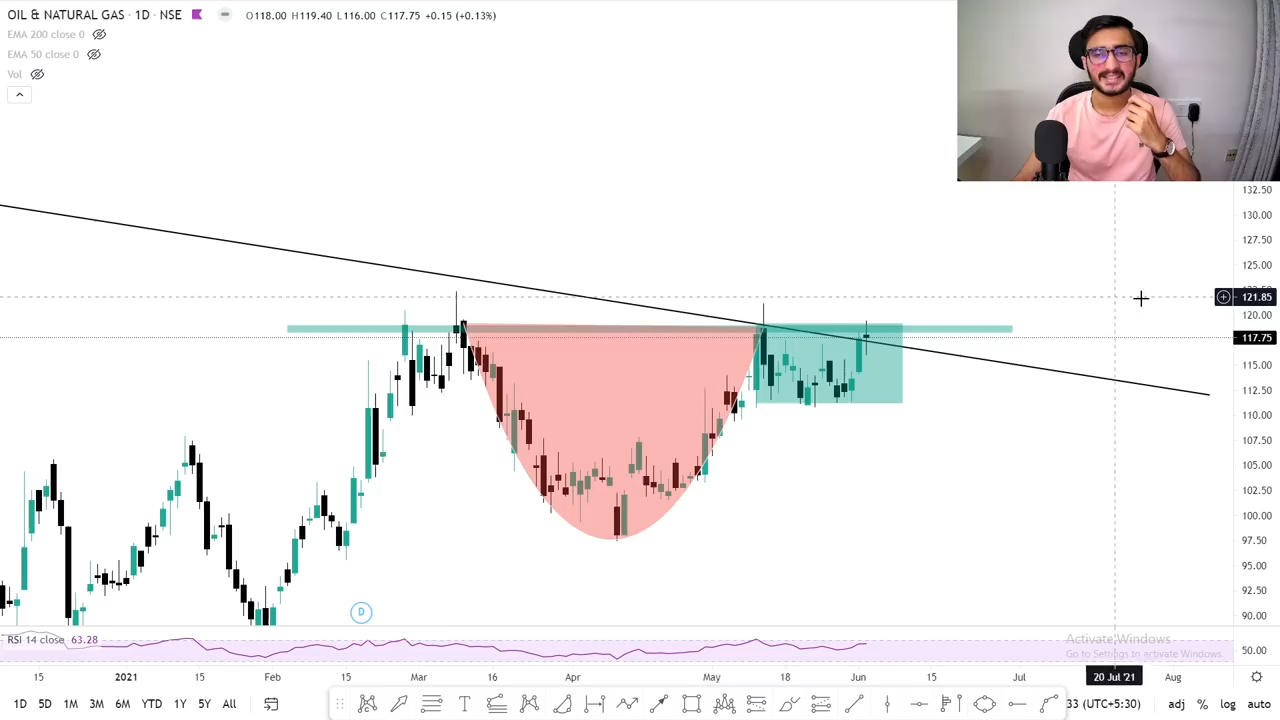 OIL & NATURAL GAS · 1D · NSE O118.00 H119.40 L116.00 C117.75 +0.15 (+0.13%)
EMA 200 close 0
EMA 50 close 0
Vol
132.50
130.00
127.50
125.00
121.85
120.00
117.75
115.00
112.50
110.00
107.50
105.00
102.50
100.00
97.50
95.00
92.50
90.00
D
RSI 14 close 63.28
50.00
Activate Windows
Go to Settings to activate Windows.
15 2021 15 Feb 15 Mar 16 Apr May 18 Jun 15 Jul 20 Jul '21 Aug
1D 5D 1M 3M 6M YTD 1Y 5Y All T 33 (UTC+5:30) adj % log auto